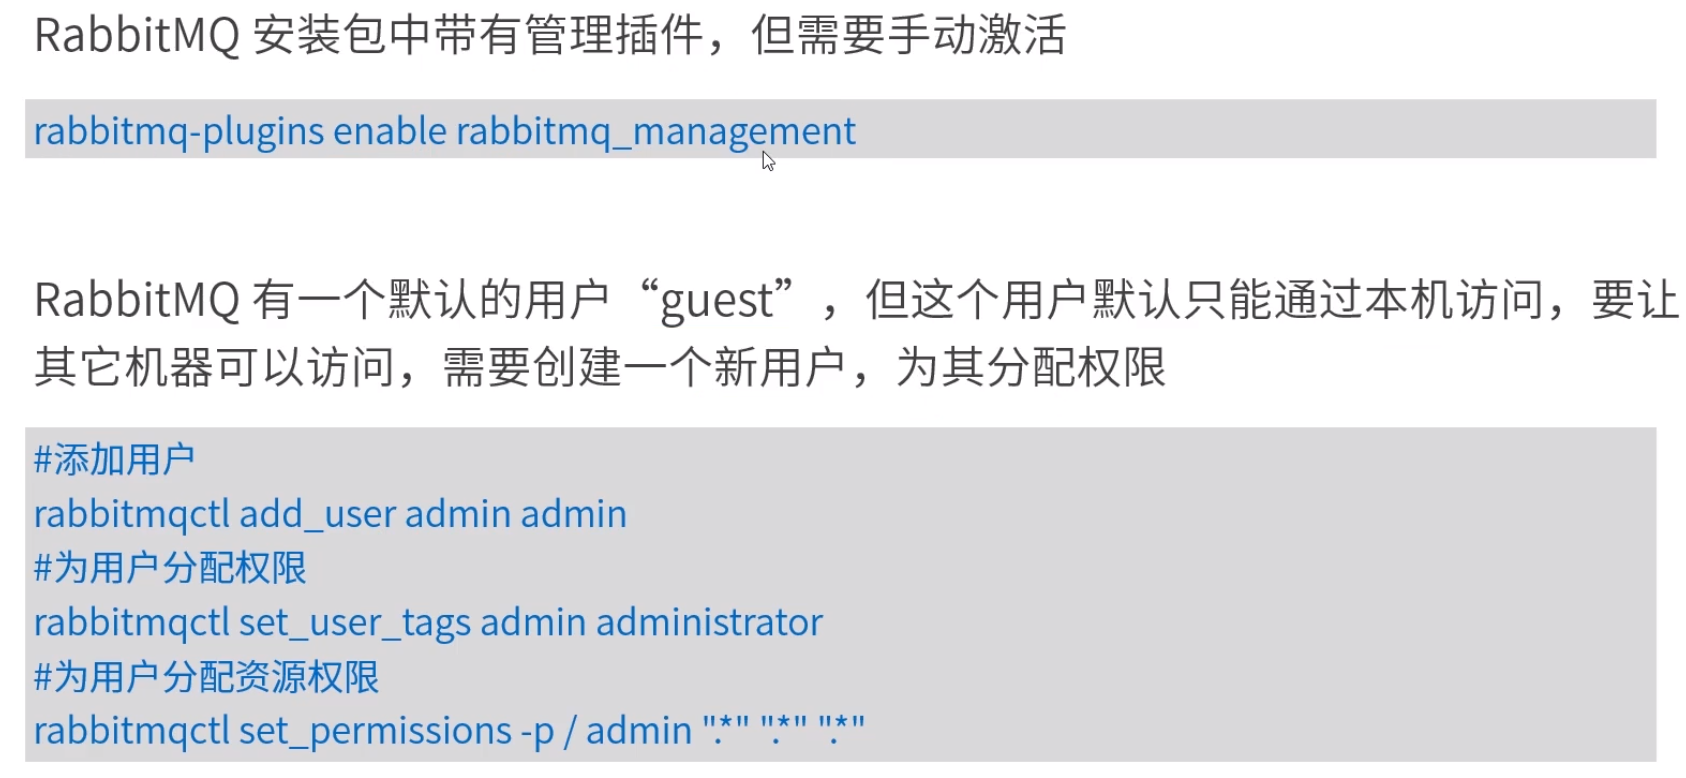 RabbitMQ 安装包中带有管理插件，但需要手动激活
rabbitmq-plugins enable rabbitmq_management
RabbitMQ 有一个默认的用户“guest”，但这个用户默认只能通过本机访问，要让
其它机器可以访问，需要创建一个新用户，为其分配权限
#添加用户
rabbitmqctl add_user admin admin
#为用户分配权限
rabbitmqctl set_user_tags admin administrator
#为用户分配资源权限
rabbitmqctl set_permissions -p / admin ".*" ".*" ".*"